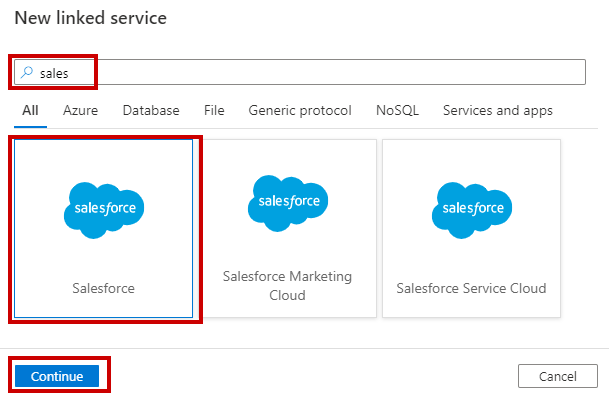 New linked service
sales
All Azure Database File Generic protocol NoSQL Services and apps
salesforce salesforce salesforce
Salesforce Salesforce Marketing Cloud Salesforce Service Cloud
Continue Cancel